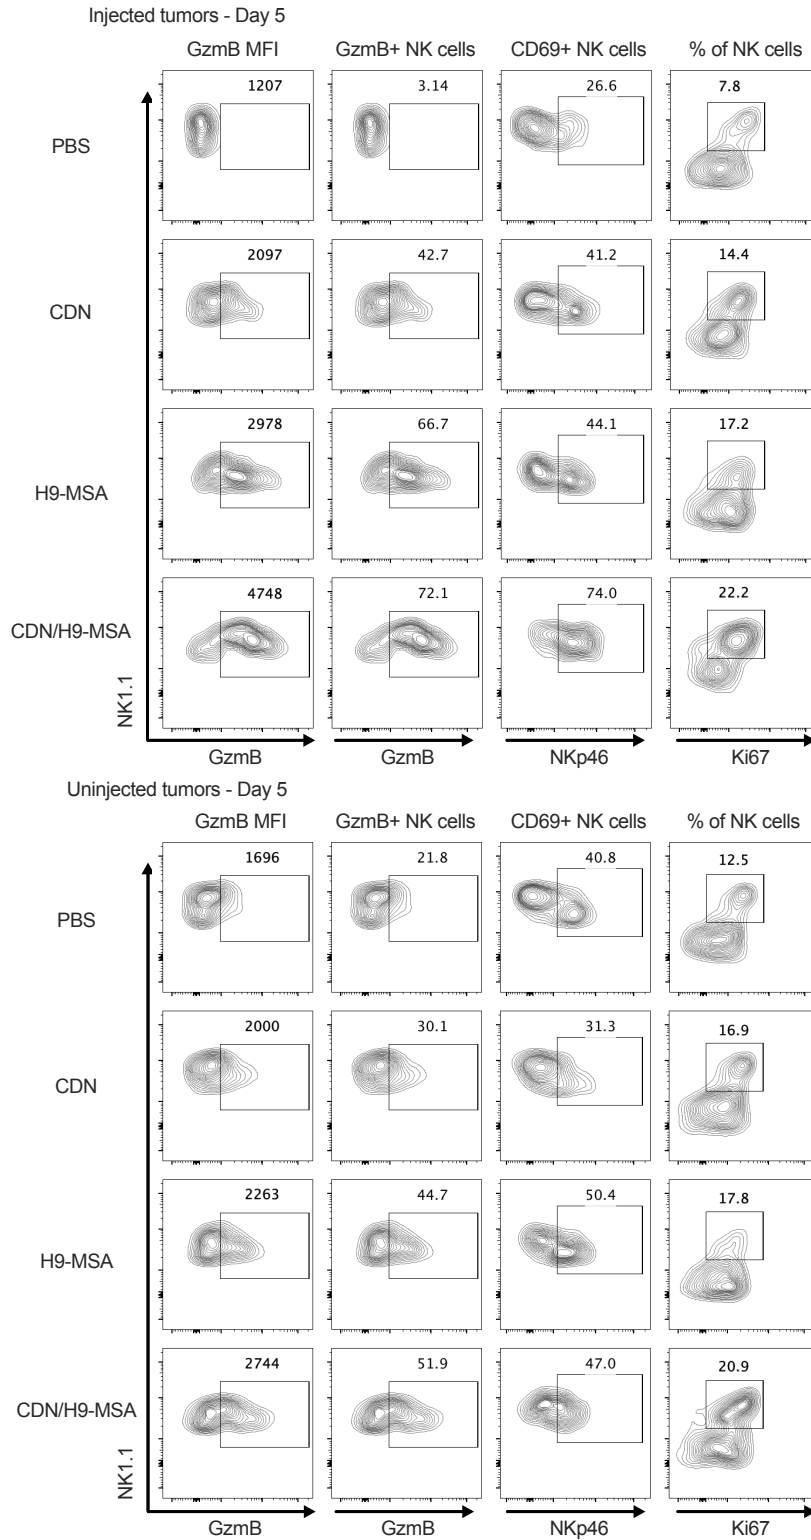 Injected tumors - Day 5
GzmB MFI GzmB+ NK cells CD69+ NK cells % of NK cells
PBS 1207 3.14 26.6 7.8
CDN 2097 42.7 41.2 14.4
H9-MSA 2978 66.7 44.1 17.2
CDN/H9-MSA 4748 72.1 74.0 22.2
NK1.1
GzmB GzmB NKp46 Ki67
Uninjected tumors - Day 5
GzmB MFI GzmB+ NK cells CD69+ NK cells % of NK cells
PBS 1696 21.8 40.8 12.5
CDN 2000 30.1 31.3 16.9
H9-MSA 2263 44.7 50.4 17.8
CDN/H9-MSA 2744 51.9 47.0 20.9
NK1.1
GzmB GzmB NKp46 Ki67